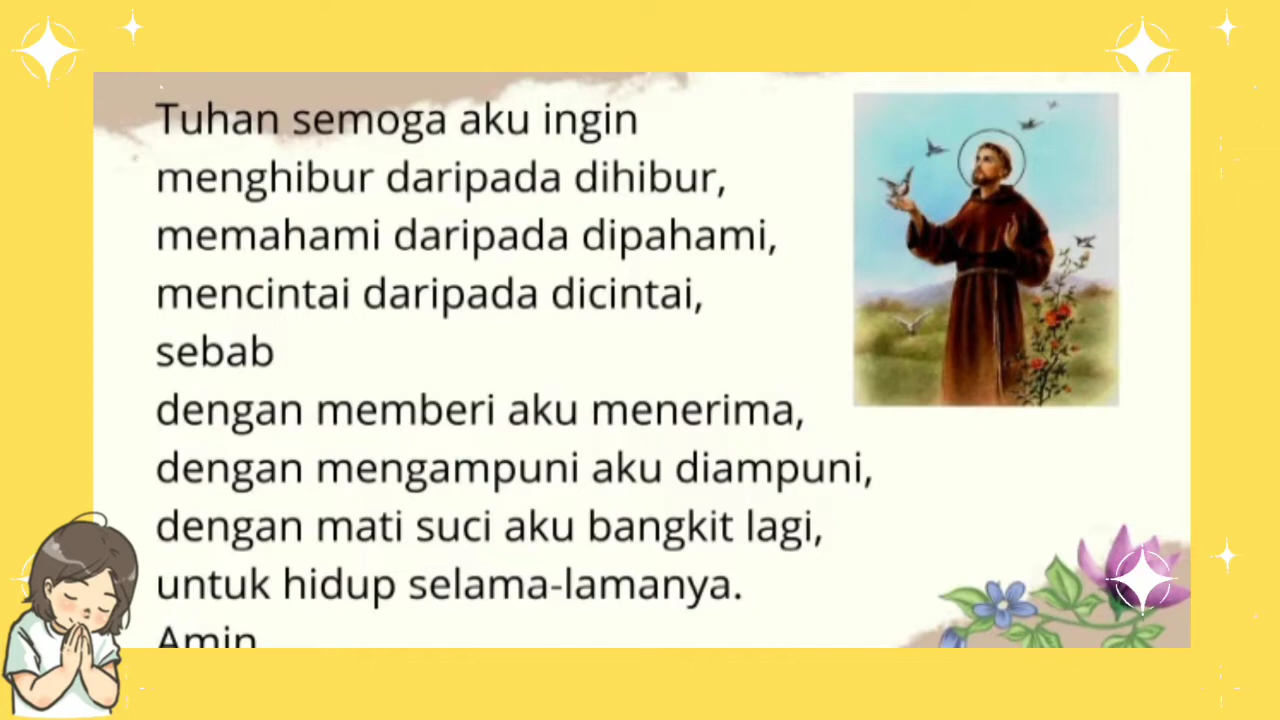 Tuhan semoga aku ingin
menghibur daripada dihibur,
memahami daripada dipahami,
mencintai daripada dicintai,
sebab
dengan memberi aku menerima,
dengan mengampuni aku diampuni,
dengan mati suci aku bangkit lagi,
untuk hidup selama-lamanya.
Amin